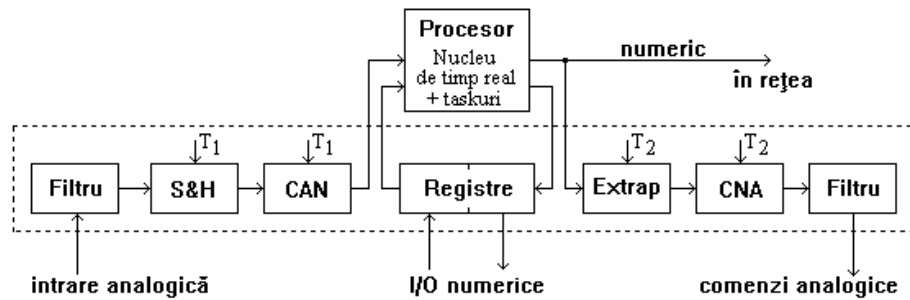 Procesor
Nucleu
de timp real
+ taskuri
numeric
în reţea
T1
T1
T2
T2
Filtru
S&H
CAN
Registre
Extrap
CNA
Filtru
intrare analogică
I/O numerice
comenzi analogice